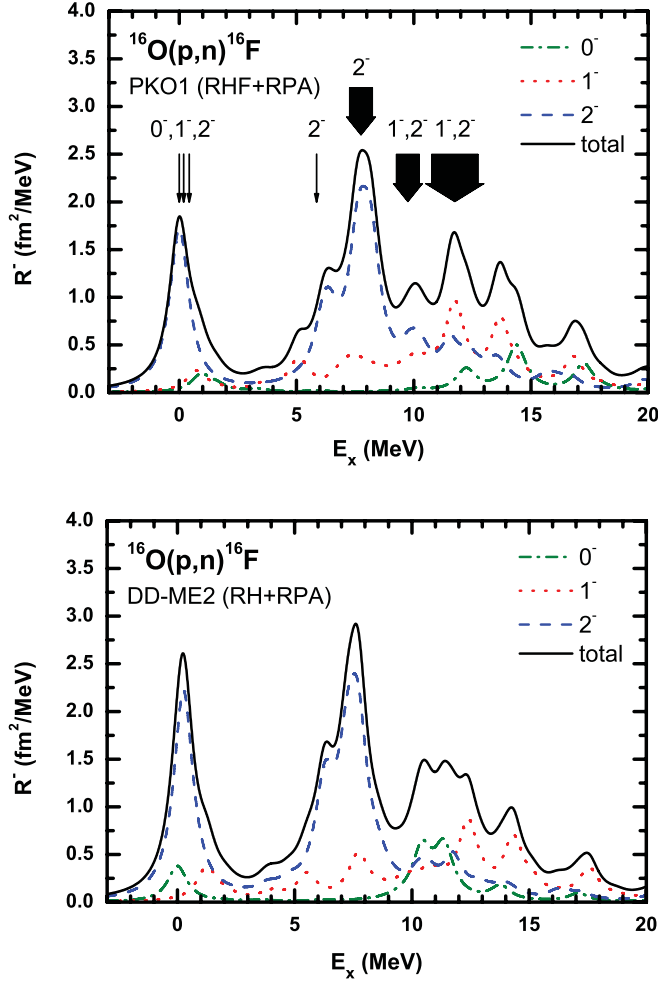 4.0
3.5
3.0
2.5
2.0
1.5
1.0
0.5
0.0
R⁻ (fm²/MeV)
¹⁶O(p,n)¹⁶F
PKO1 (RHF+RPA)
0⁻,1⁻,2⁻
2⁻
2⁻
1⁻,2⁻
1⁻,2⁻
0⁻
1⁻
2⁻
total
0 5 10 15 20
Eₓ (MeV)
4.0
3.5
3.0
2.5
2.0
1.5
1.0
0.5
0.0
R⁻ (fm²/MeV)
¹⁶O(p,n)¹⁶F
DD-ME2 (RH+RPA)
0⁻
1⁻
2⁻
total
0 5 10 15 20
Eₓ (MeV)